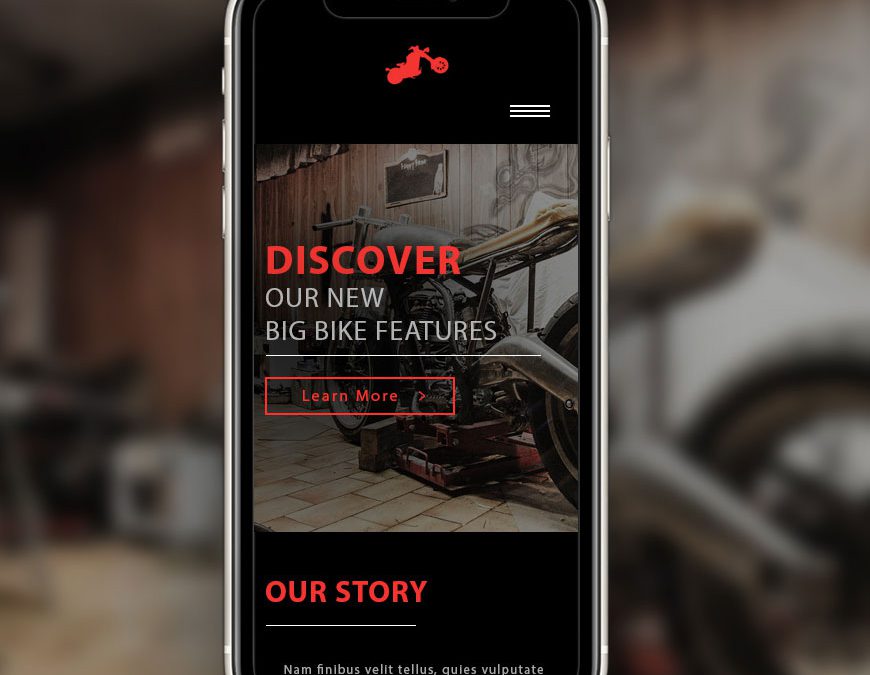 DISCOVER
OUR NEW
BIG BIKE FEATURES
Learn More >
OUR STORY
Nam finibus velit tellus, quies vulputate